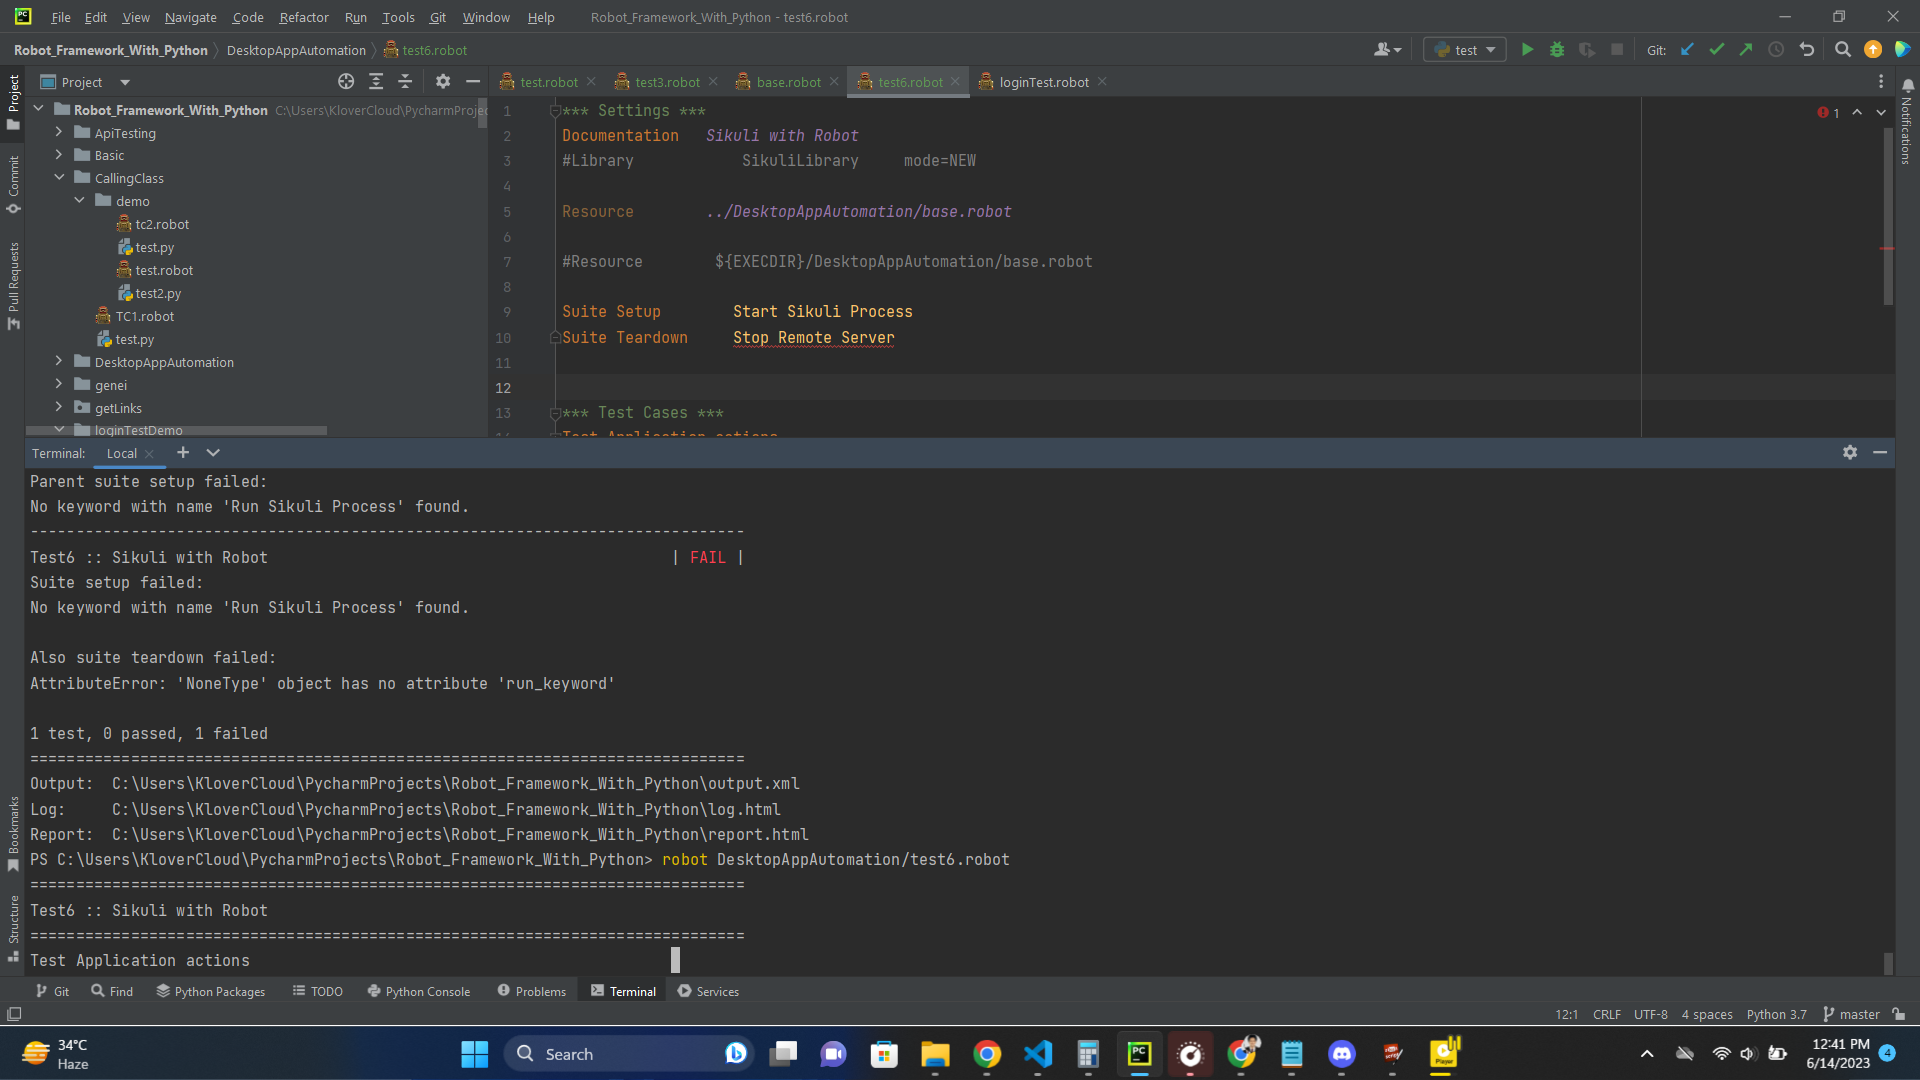 File Edit View Navigate Code Refactor Run Tools Git Window Help Robot_Framework_With_Python - test6.robot
Robot_Framework_With_Python DesktopAppAutomation test6.robot test Git:
Project test.robot test3.robot base.robot test6.robot loginTest.robot
Project
Commit
Pull Requests
Bookmarks
Structure
Notifications
Robot_Framework_With_Python C:\Users\KloverCloud\PycharmProjec
ApiTesting
Basic
CallingClass
demo
tc2.robot
test.py
test.robot
test2.py
TC1.robot
test.py
DesktopAppAutomation
genei
getLinks
loginTestDemo
1 *** Settings *** 1
2 Documentation Sikuli with Robot
3 #Library SikuliLibrary mode=NEW
4
5 Resource ../DesktopAppAutomation/base.robot
6
7 #Resource ${EXECDIR}/DesktopAppAutomation/base.robot
8
9 Suite Setup Start Sikuli Process
10 Suite Teardown Stop Remote Server
11
12
13 *** Test Cases ***
Test Application actions
Terminal: Local
Parent suite setup failed:
No keyword with name 'Run Sikuli Process' found.
------------------------------------------------------------------------------
Test6 :: Sikuli with Robot | FAIL |
Suite setup failed:
No keyword with name 'Run Sikuli Process' found.
Also suite teardown failed:
AttributeError: 'NoneType' object has no attribute 'run_keyword'
1 test, 0 passed, 1 failed
==============================================================================
Output: C:\Users\KloverCloud\PycharmProjects\Robot_Framework_With_Python\output.xml
Log: C:\Users\KloverCloud\PycharmProjects\Robot_Framework_With_Python\log.html
Report: C:\Users\KloverCloud\PycharmProjects\Robot_Framework_With_Python\report.html
PS C:\Users\KloverCloud\PycharmProjects\Robot_Framework_With_Python> robot DesktopAppAutomation/test6.robot
==============================================================================
Test6 :: Sikuli with Robot
==============================================================================
Test Application actions
Git Find Python Packages TODO Python Console Problems Terminal Services
12:1 CRLF UTF-8 4 spaces Python 3.7 master
34°C
Haze
Search
12:41 PM
6/14/2023
4